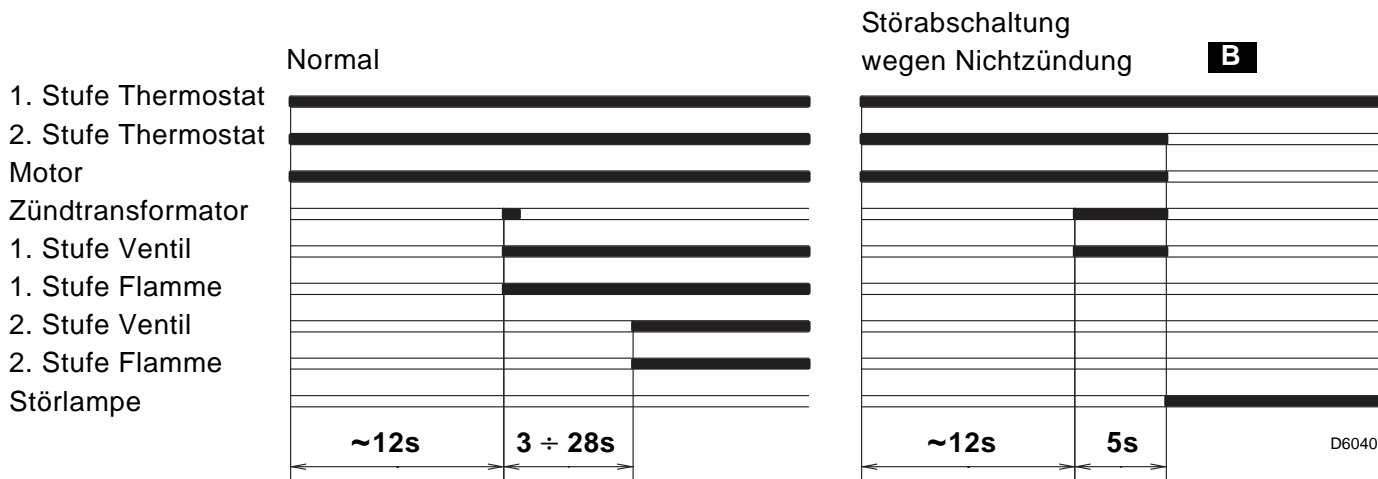 Störabschaltung
Normal
wegen Nichtzündung B
1. Stufe Thermostat
2. Stufe Thermostat
Motor
Zündtransformator
1. Stufe Ventil
1. Stufe Flamme
2. Stufe Ventil
2. Stufe Flamme
Störlampe
~12s 3 ÷ 28s ~12s 5s D6040